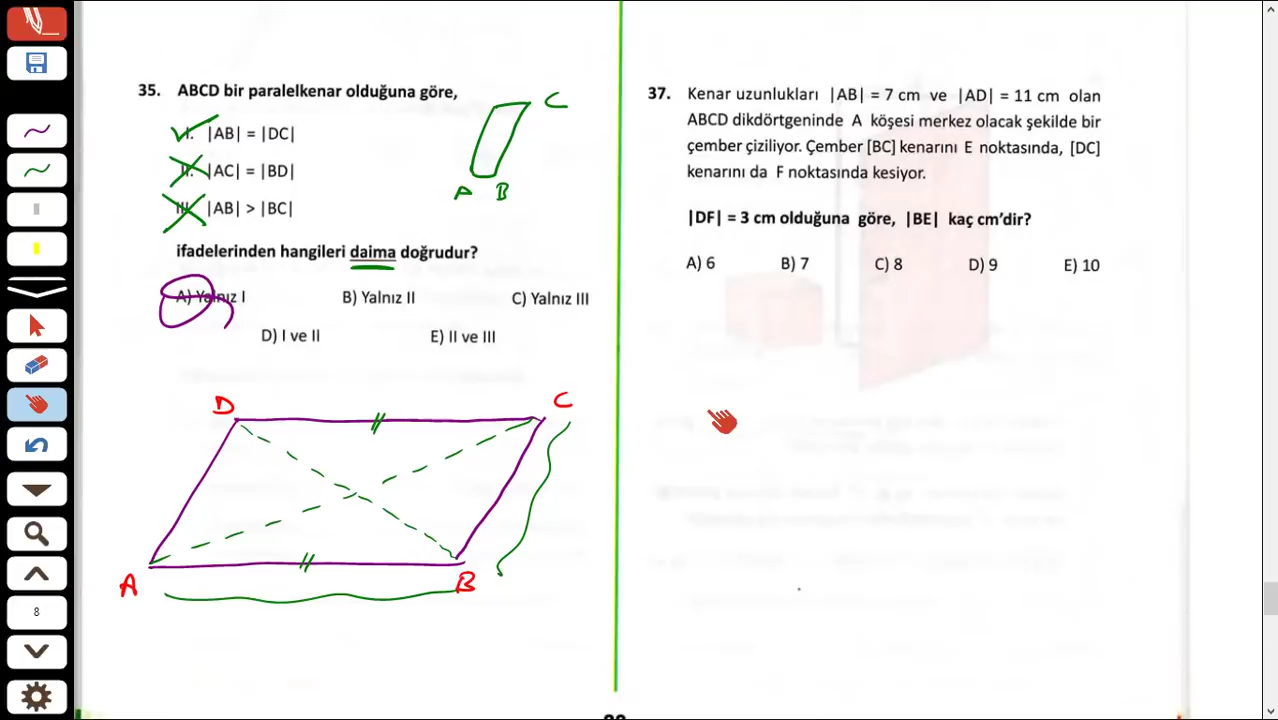 35. ABCD bir paralelkenar olduğuna göre,
I. |AB| = |DC|
II. |AC| = |BD|
III. |AB| > |BC|
ifadelerinden hangileri daima doğrudur?
A) Yalnız I B) Yalnız II C) Yalnız III
D) I ve II E) II ve III
C
A B
D C
A B
37. Kenar uzunlukları |AB| = 7 cm ve |AD| = 11 cm olan
ABCD dikdörtgeninde A köşesi merkez olacak şekilde bir
çember çiziliyor. Çember [BC] kenarını E noktasında, [DC]
kenarını da F noktasında kesiyor.
|DF| = 3 cm olduğuna göre, |BE| kaç cm'dir?
A) 6 B) 7 C) 8 D) 9 E) 10
8